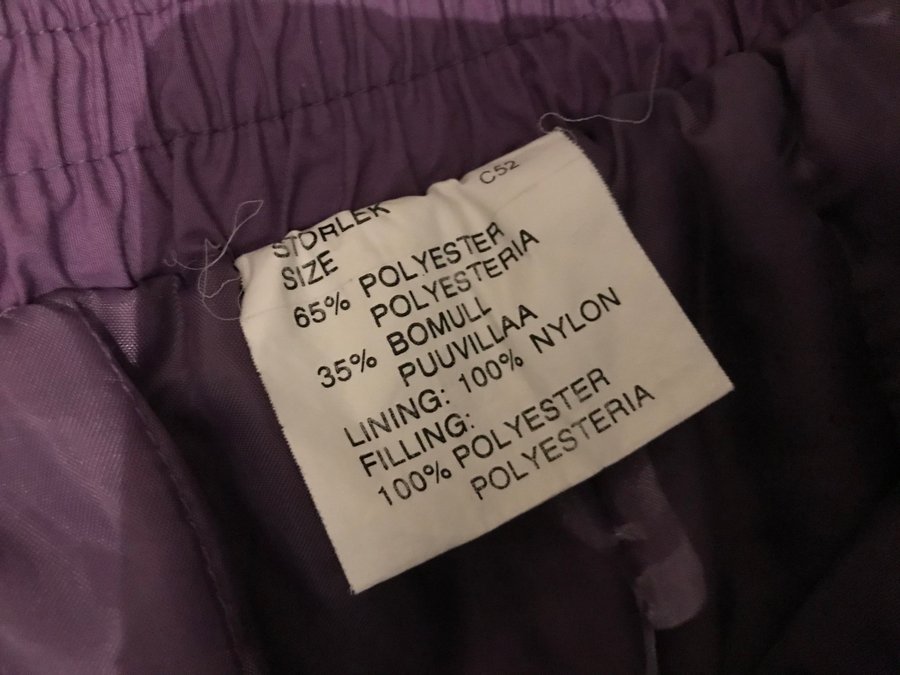 STORLEK C52
SIZE
65% POLYESTER
POLYESTERIA
35% BOMULL
PUUVILLAA
LINING: 100% NYLON
FILLING:
100% POLYESTER
POLYESTERIA